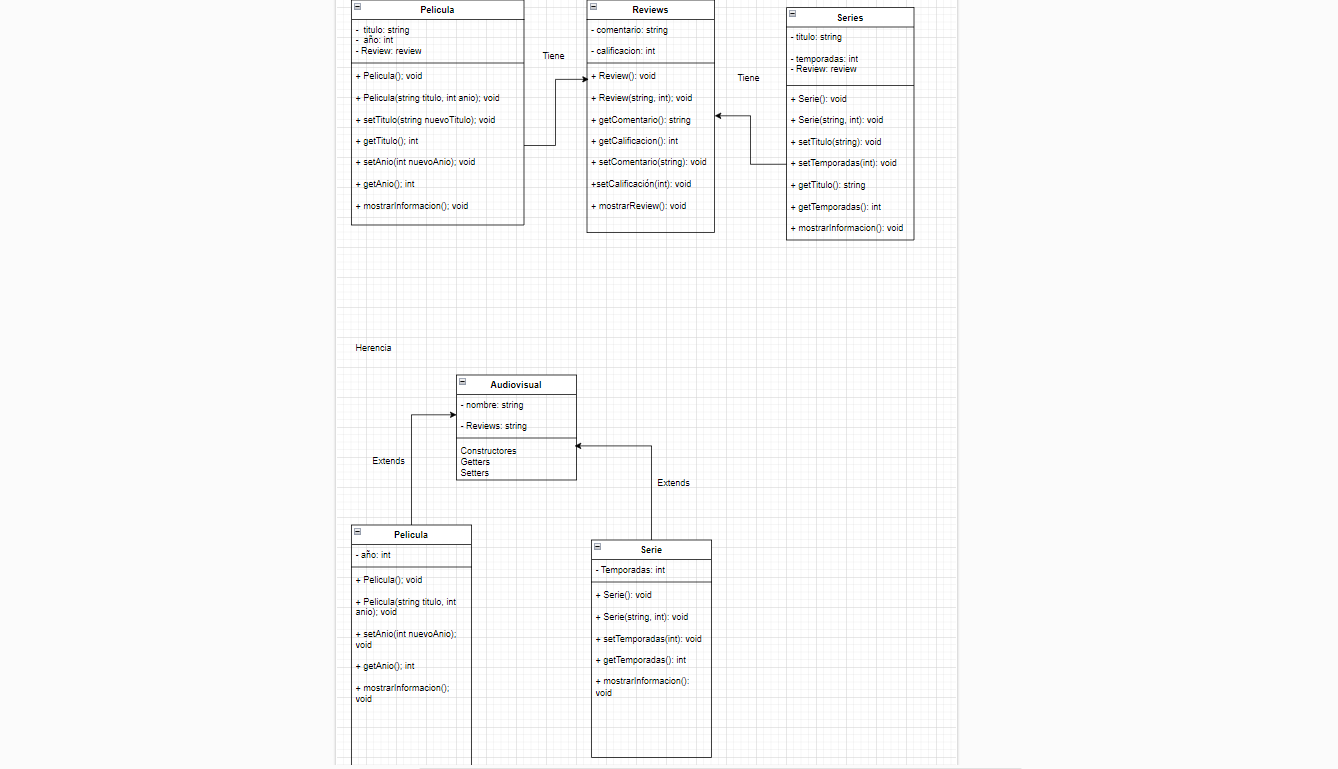 Pelicula
- titulo: string
- año: int
- Review: review
+ Pelicula(); void
+ Pelicula(string titulo, int anio); void
+ setTitulo(string nuevoTitulo); void
+ getTitulo(); int
+ setAnio(int nuevoAnio); void
+ getAnio(); int
+ mostrarInformacion(); void
Tiene
Reviews
- comentario: string
- calificacion: int
+ Review(): void
+ Review(string, int): void
+ getComentario(): string
+ getCalificacion(): int
+ setComentario(string): void
+setCalificación(int): void
+ mostrarReview(): void
Tiene
Series
- titulo: string
- temporadas: int
- Review: review
+ Serie(): void
+ Serie(string, int): void
+ setTitulo(string): void
+ setTemporadas(int): void
+ getTitulo(): string
+ getTemporadas(): int
+ mostrarInformacion(): void
Herencia
Audiovisual
- nombre: string
- Reviews: string
Constructores
Getters
Setters
Extends
Extends
Pelicula
- año: int
+ Pelicula(); void
+ Pelicula(string titulo, int
anio); void
+ setAnio(int nuevoAnio);
void
+ getAnio(); int
+ mostrarInformacion();
void
Serie
- Temporadas: int
+ Serie(): void
+ Serie(string, int): void
+ setTemporadas(int): void
+ getTemporadas(): int
+ mostrarInformacion():
void